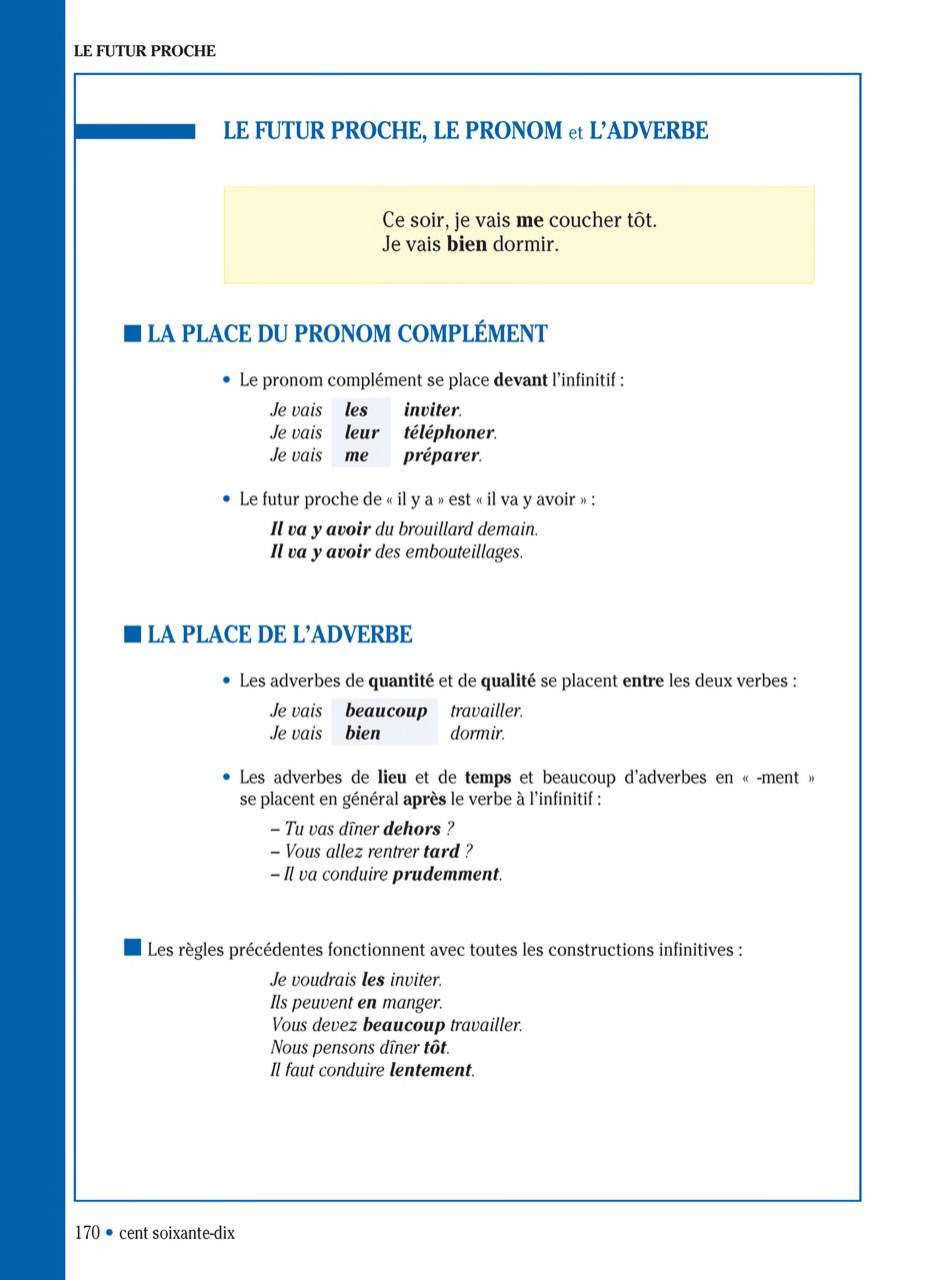 LE FUTUR PROCHE
LE FUTUR PROCHE, LE PRONOM et L'ADVERBE
Ce soir, je vais me coucher tôt.
Je vais bien dormir.
LA PLACE DU PRONOM COMPLÉMENT
• Le pronom complément se place devant l'infinitif :
Je vais les inviter.
Je vais leur téléphoner.
Je vais me préparer.
• Le futur proche de « il y a » est « il va y avoir » :
Il va y avoir du brouillard demain.
Il va y avoir des embouteillages.
LA PLACE DE L'ADVERBE
• Les adverbes de quantité et de qualité se placent entre les deux verbes :
Je vais beaucoup travailler.
Je vais bien dormir.
• Les adverbes de lieu et de temps et beaucoup d'adverbes en « -ment »
se placent en général après le verbe à l'infinitif :
– Tu vas dîner dehors ?
– Vous allez rentrer tard ?
– Il va conduire prudemment.
Les règles précédentes fonctionnent avec toutes les constructions infinitives :
Je voudrais les inviter.
Ils peuvent en manger.
Vous devez beaucoup travailler.
Nous pensons dîner tôt.
Il faut conduire lentement.
170 • cent soixante-dix